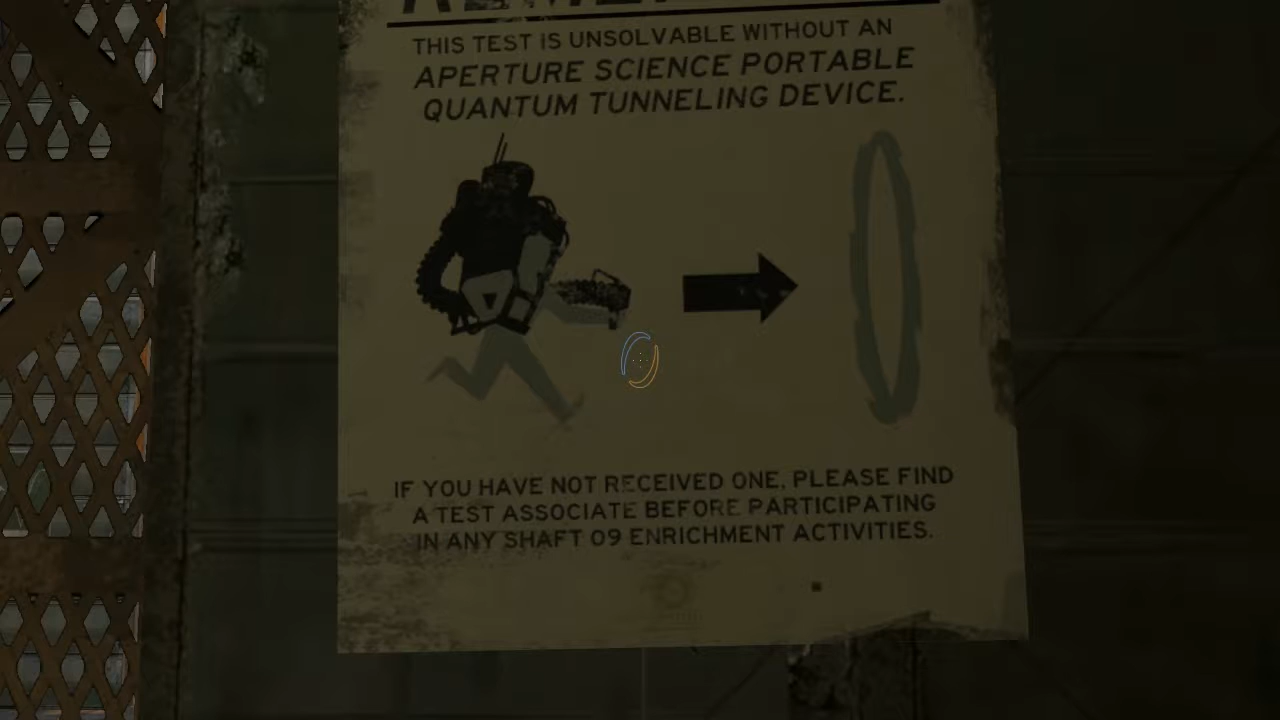 THIS TEST IS UNSOLVABLE WITHOUT AN
APERTURE SCIENCE PORTABLE
QUANTUM TUNNELING DEVICE.
IF YOU HAVE NOT RECEIVED ONE, PLEASE FIND
A TEST ASSOCIATE BEFORE PARTICIPATING
IN ANY SHAFT 09 ENRICHMENT ACTIVITIES.